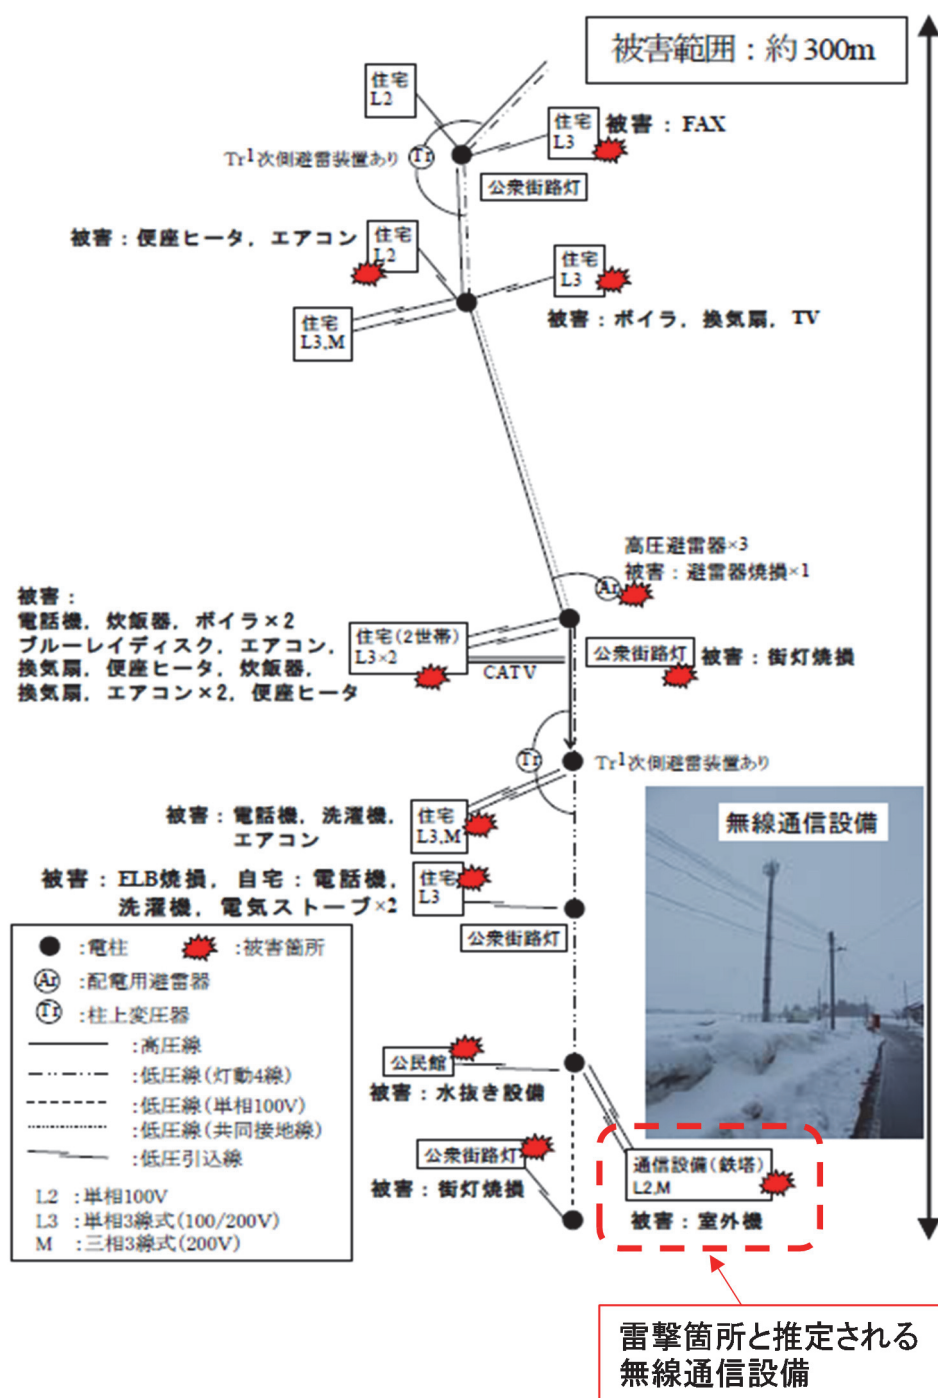 被害範囲：約300m
住宅
L2
住宅
L3
被害：FAX
Tr1次側避雷装置あり
Tr
公衆街路灯
被害：便座ヒータ，エアコン
住宅
L2
住宅
L3
被害：ボイラ，換気扇，TV
住宅
L3,M
高圧避雷器×3
被害：避雷器焼損×1
Ar
被害：
電話機，炊飯器，ボイラ×2
ブルーレイディスク，エアコン，
換気扇，便座ヒータ，炊飯器，
換気扇，エアコン×2，便座ヒータ
住宅(2世帯)
L3×2
CATV
公衆街路灯
被害：街灯焼損
Tr
Tr1次側避雷装置あり
被害：電話機，洗濯機，
エアコン
住宅
L3,M
無線通信設備
被害：ELB焼損，自宅：電話機，
洗濯機，電気ストーブ×2
住宅
L3
公衆街路灯
:電柱
:被害箇所
Ar
:配電用避雷器
Tr
:柱上変圧器
:高圧線
:低圧線(灯動4線)
:低圧線(単相100V)
:低圧線(共同接地線)
:低圧引込線
L2 :単相100V
L3 :単相3線式(100/200V)
M :三相3線式(200V)
公民館
被害：水抜き設備
公衆街路灯
被害：街灯焼損
通信設備(鉄塔)
L2,M
被害：室外機
雷撃箇所と推定される
無線通信設備